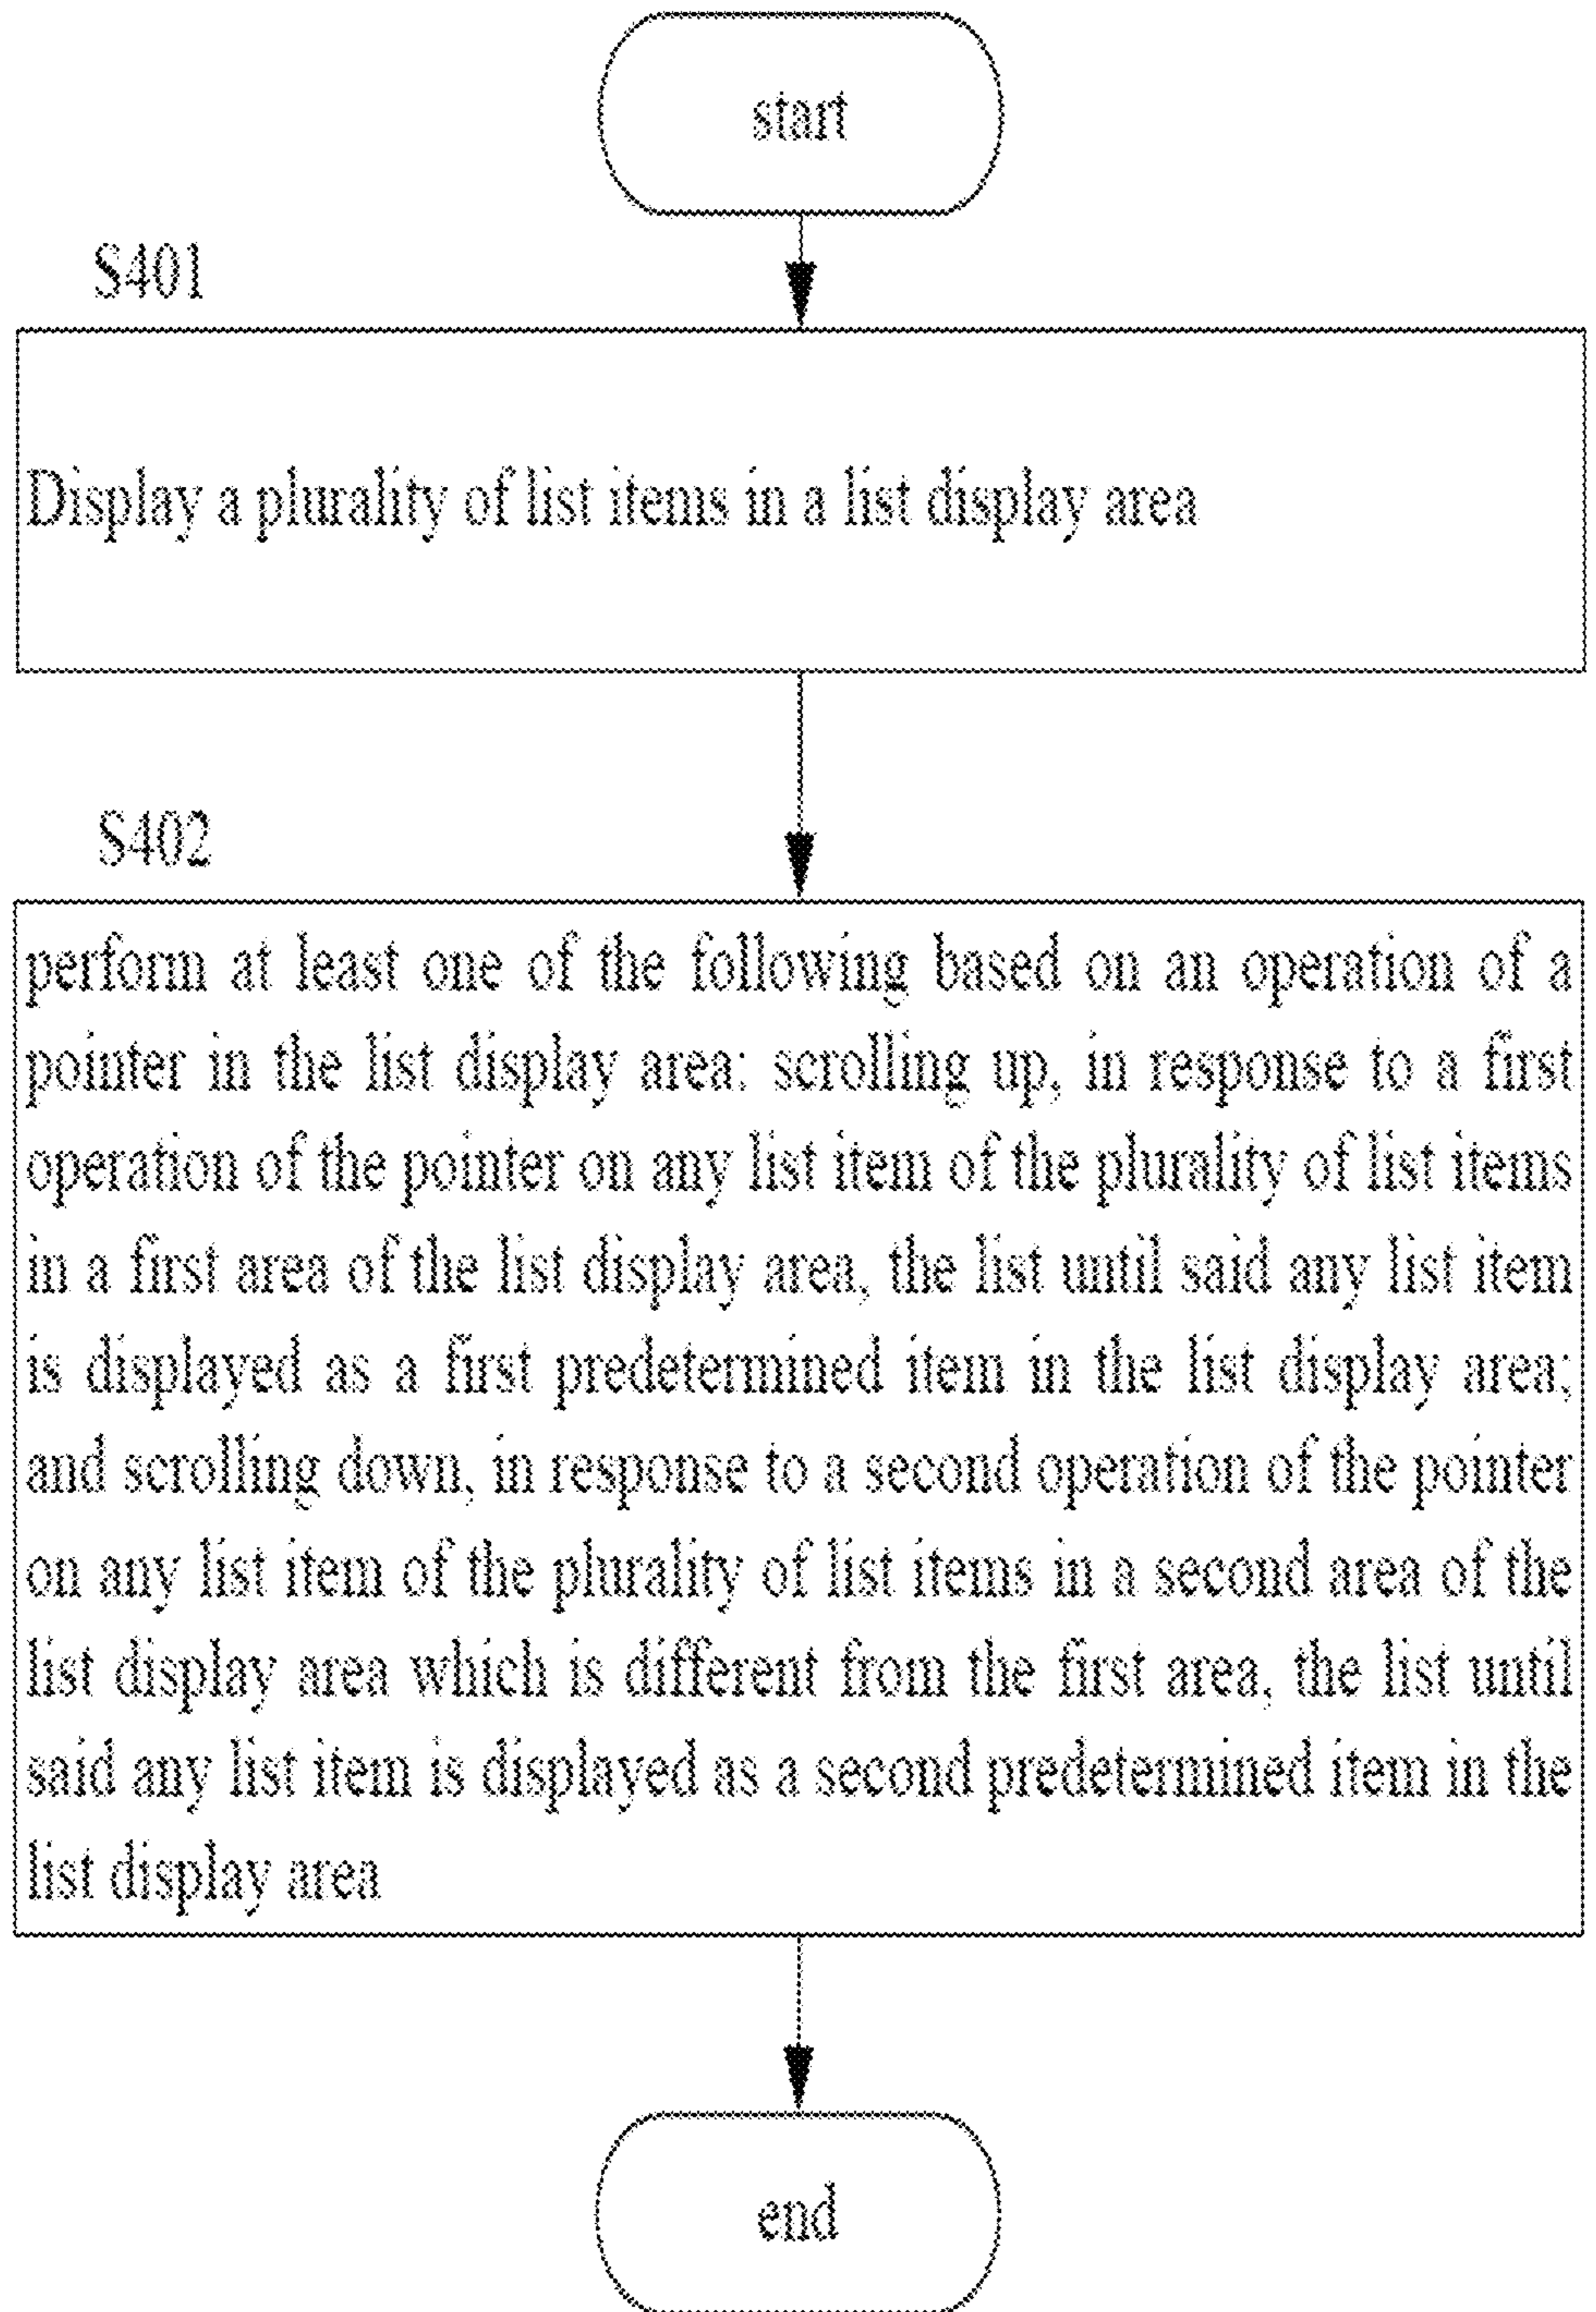 start
S401
Display a plurality of list items in a list display area
S402
perform at least one of the following based on an operation of a
pointer in the list display area: scrolling up, in response to a first
operation of the pointer on any list item of the plurality of list items
in a first area of the list display area, the list until said any list item
is displayed as a first predetermined item in the list display area;
and scrolling down, in response to a second operation of the pointer
on any list item of the plurality of list items in a second area of the
list display area which is different from the first area, the list until
said any list item is displayed as a second predetermined item in the
list display area
end